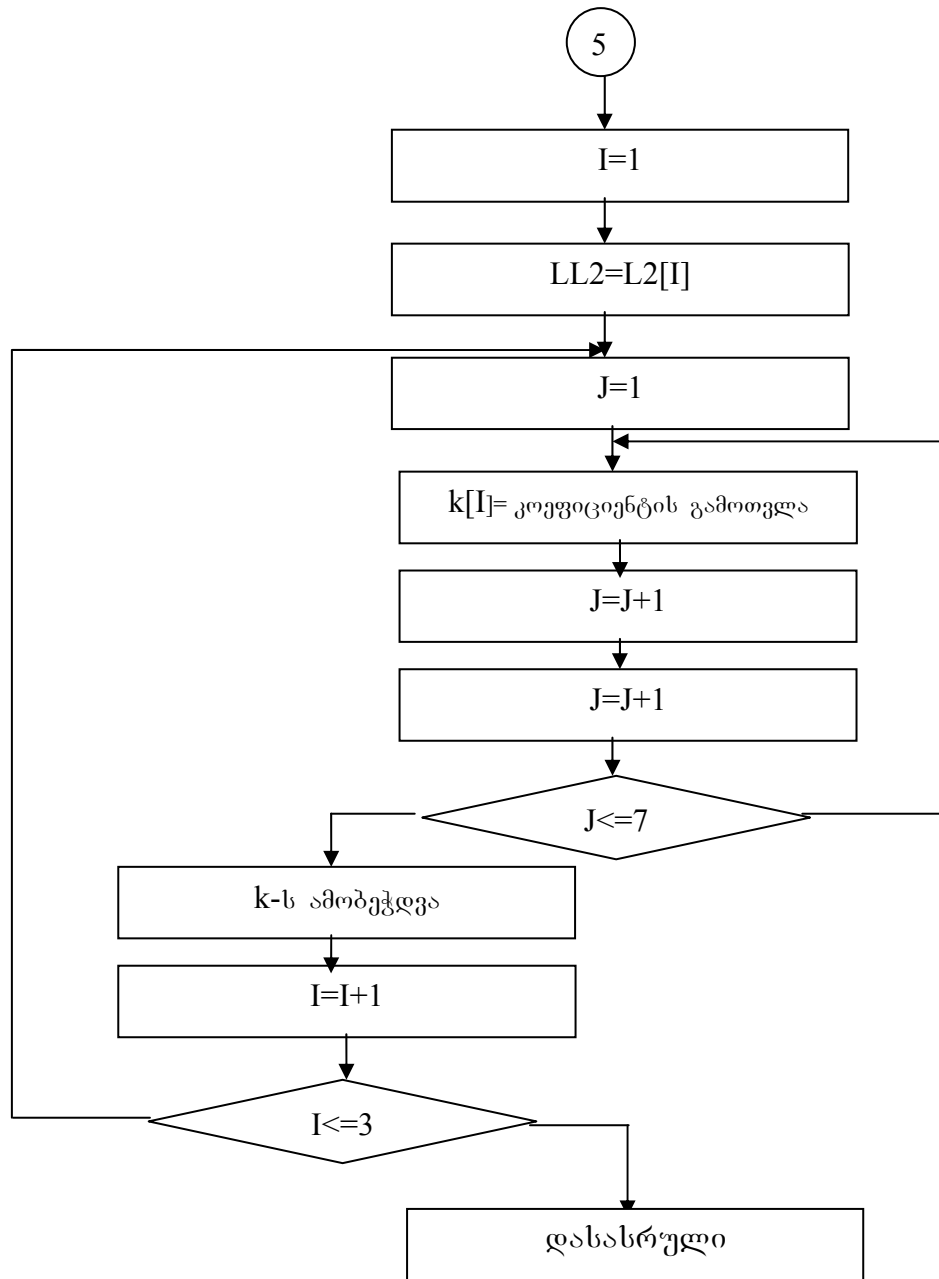 5
I=1
LL2=L2[I]
J=1
k[I]= კოეფიციენტის გამოთვლა
J=J+1
J=J+1
J<=7
k-ს ამობეჭდვა
I=I+1
I<=3
დასასრული